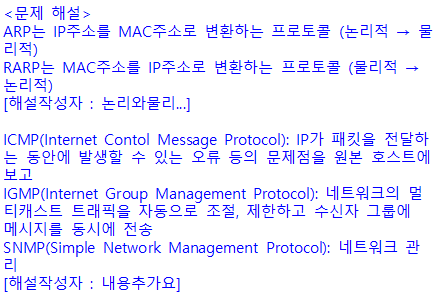 <문제 해설>
ARP는 IP주소를 MAC주소로 변환하는 프로토콜 (논리적 → 물
리적)
RARP는 MAC주소를 IP주소로 변환하는 프로토콜 (물리적 →
논리적)
[해설작성자 : 논리와물리...]

ICMP(Internet Contol Message Protocol): IP가 패킷을 전달하
는 동안에 발생할 수 있는 오류 등의 문제점을 원본 호스트에
보고
IGMP(Internet Group Management Protocol): 네트워크의 멀
티캐스트 트래픽을 자동으로 조절, 제한하고 수신자 그룹에
메시지를 동시에 전송
SNMP(Simple Network Management Protocol): 네트워크 관
리
[해설작성자 : 내용추가요]